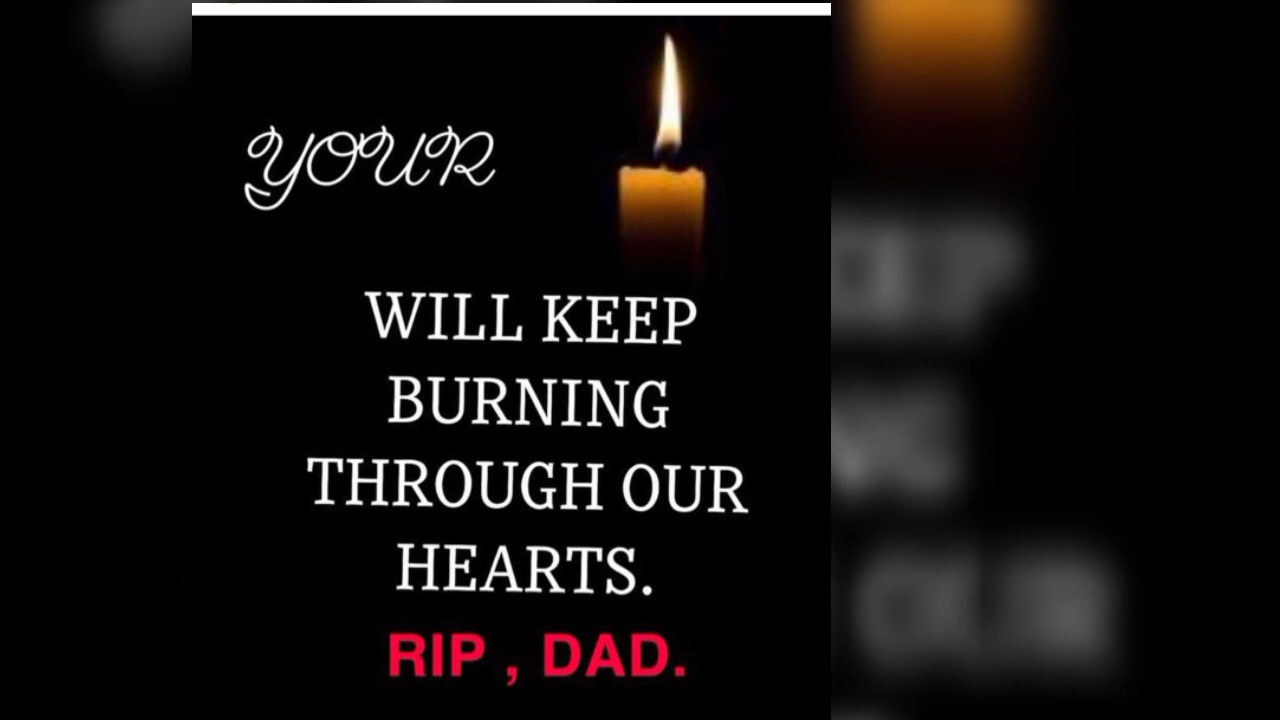 YOUR
WILL KEEP
BURNING
THROUGH OUR
HEARTS.
RIP , DAD.